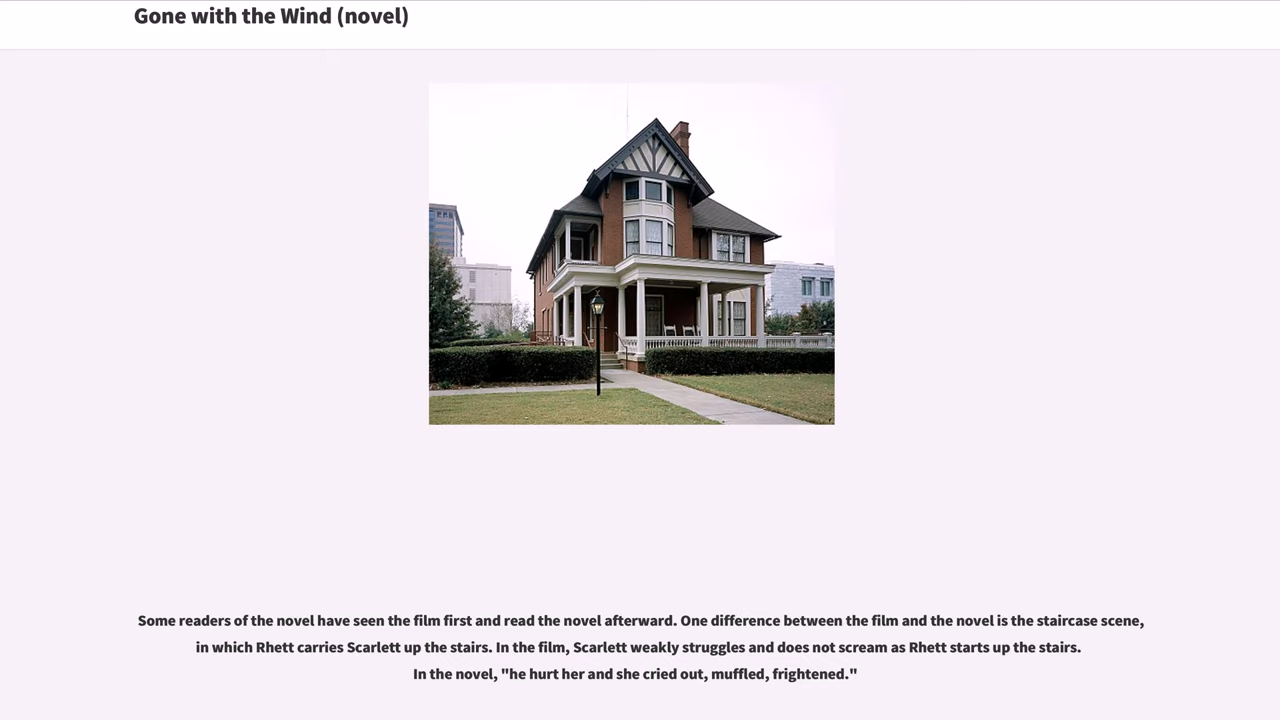 Gone with the Wind (novel)
Some readers of the novel have seen the film first and read the novel afterward. One difference between the film and the novel is the staircase scene,
in which Rhett carries Scarlett up the stairs. In the film, Scarlett weakly struggles and does not scream as Rhett starts up the stairs.
In the novel, "he hurt her and she cried out, muffled, frightened."